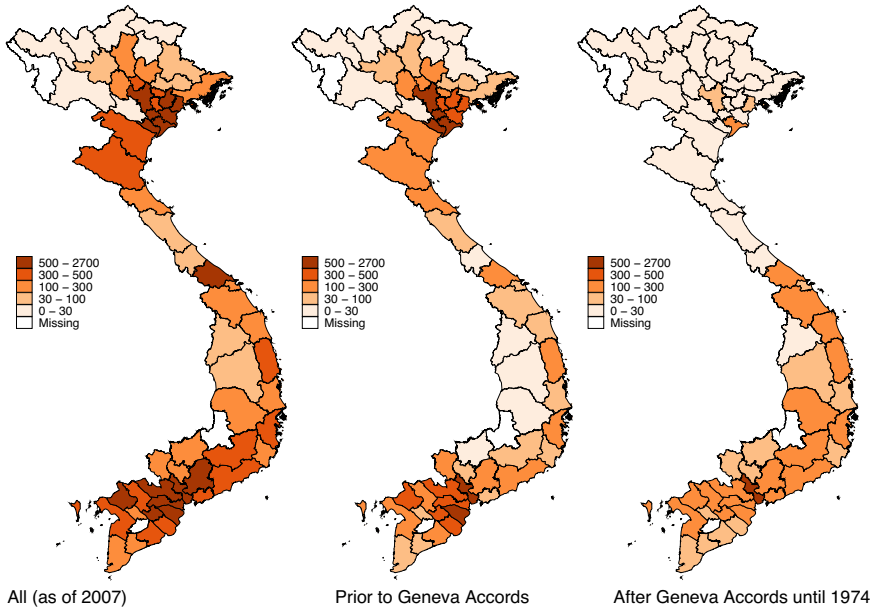 500 – 2700
300 – 500
100 – 300
30 – 100
0 – 30
Missing
500 – 2700
300 – 500
100 – 300
30 – 100
0 – 30
Missing
500 – 2700
300 – 500
100 – 300
30 – 100
0 – 30
Missing
All (as of 2007)
Prior to Geneva Accords
After Geneva Accords until 1974